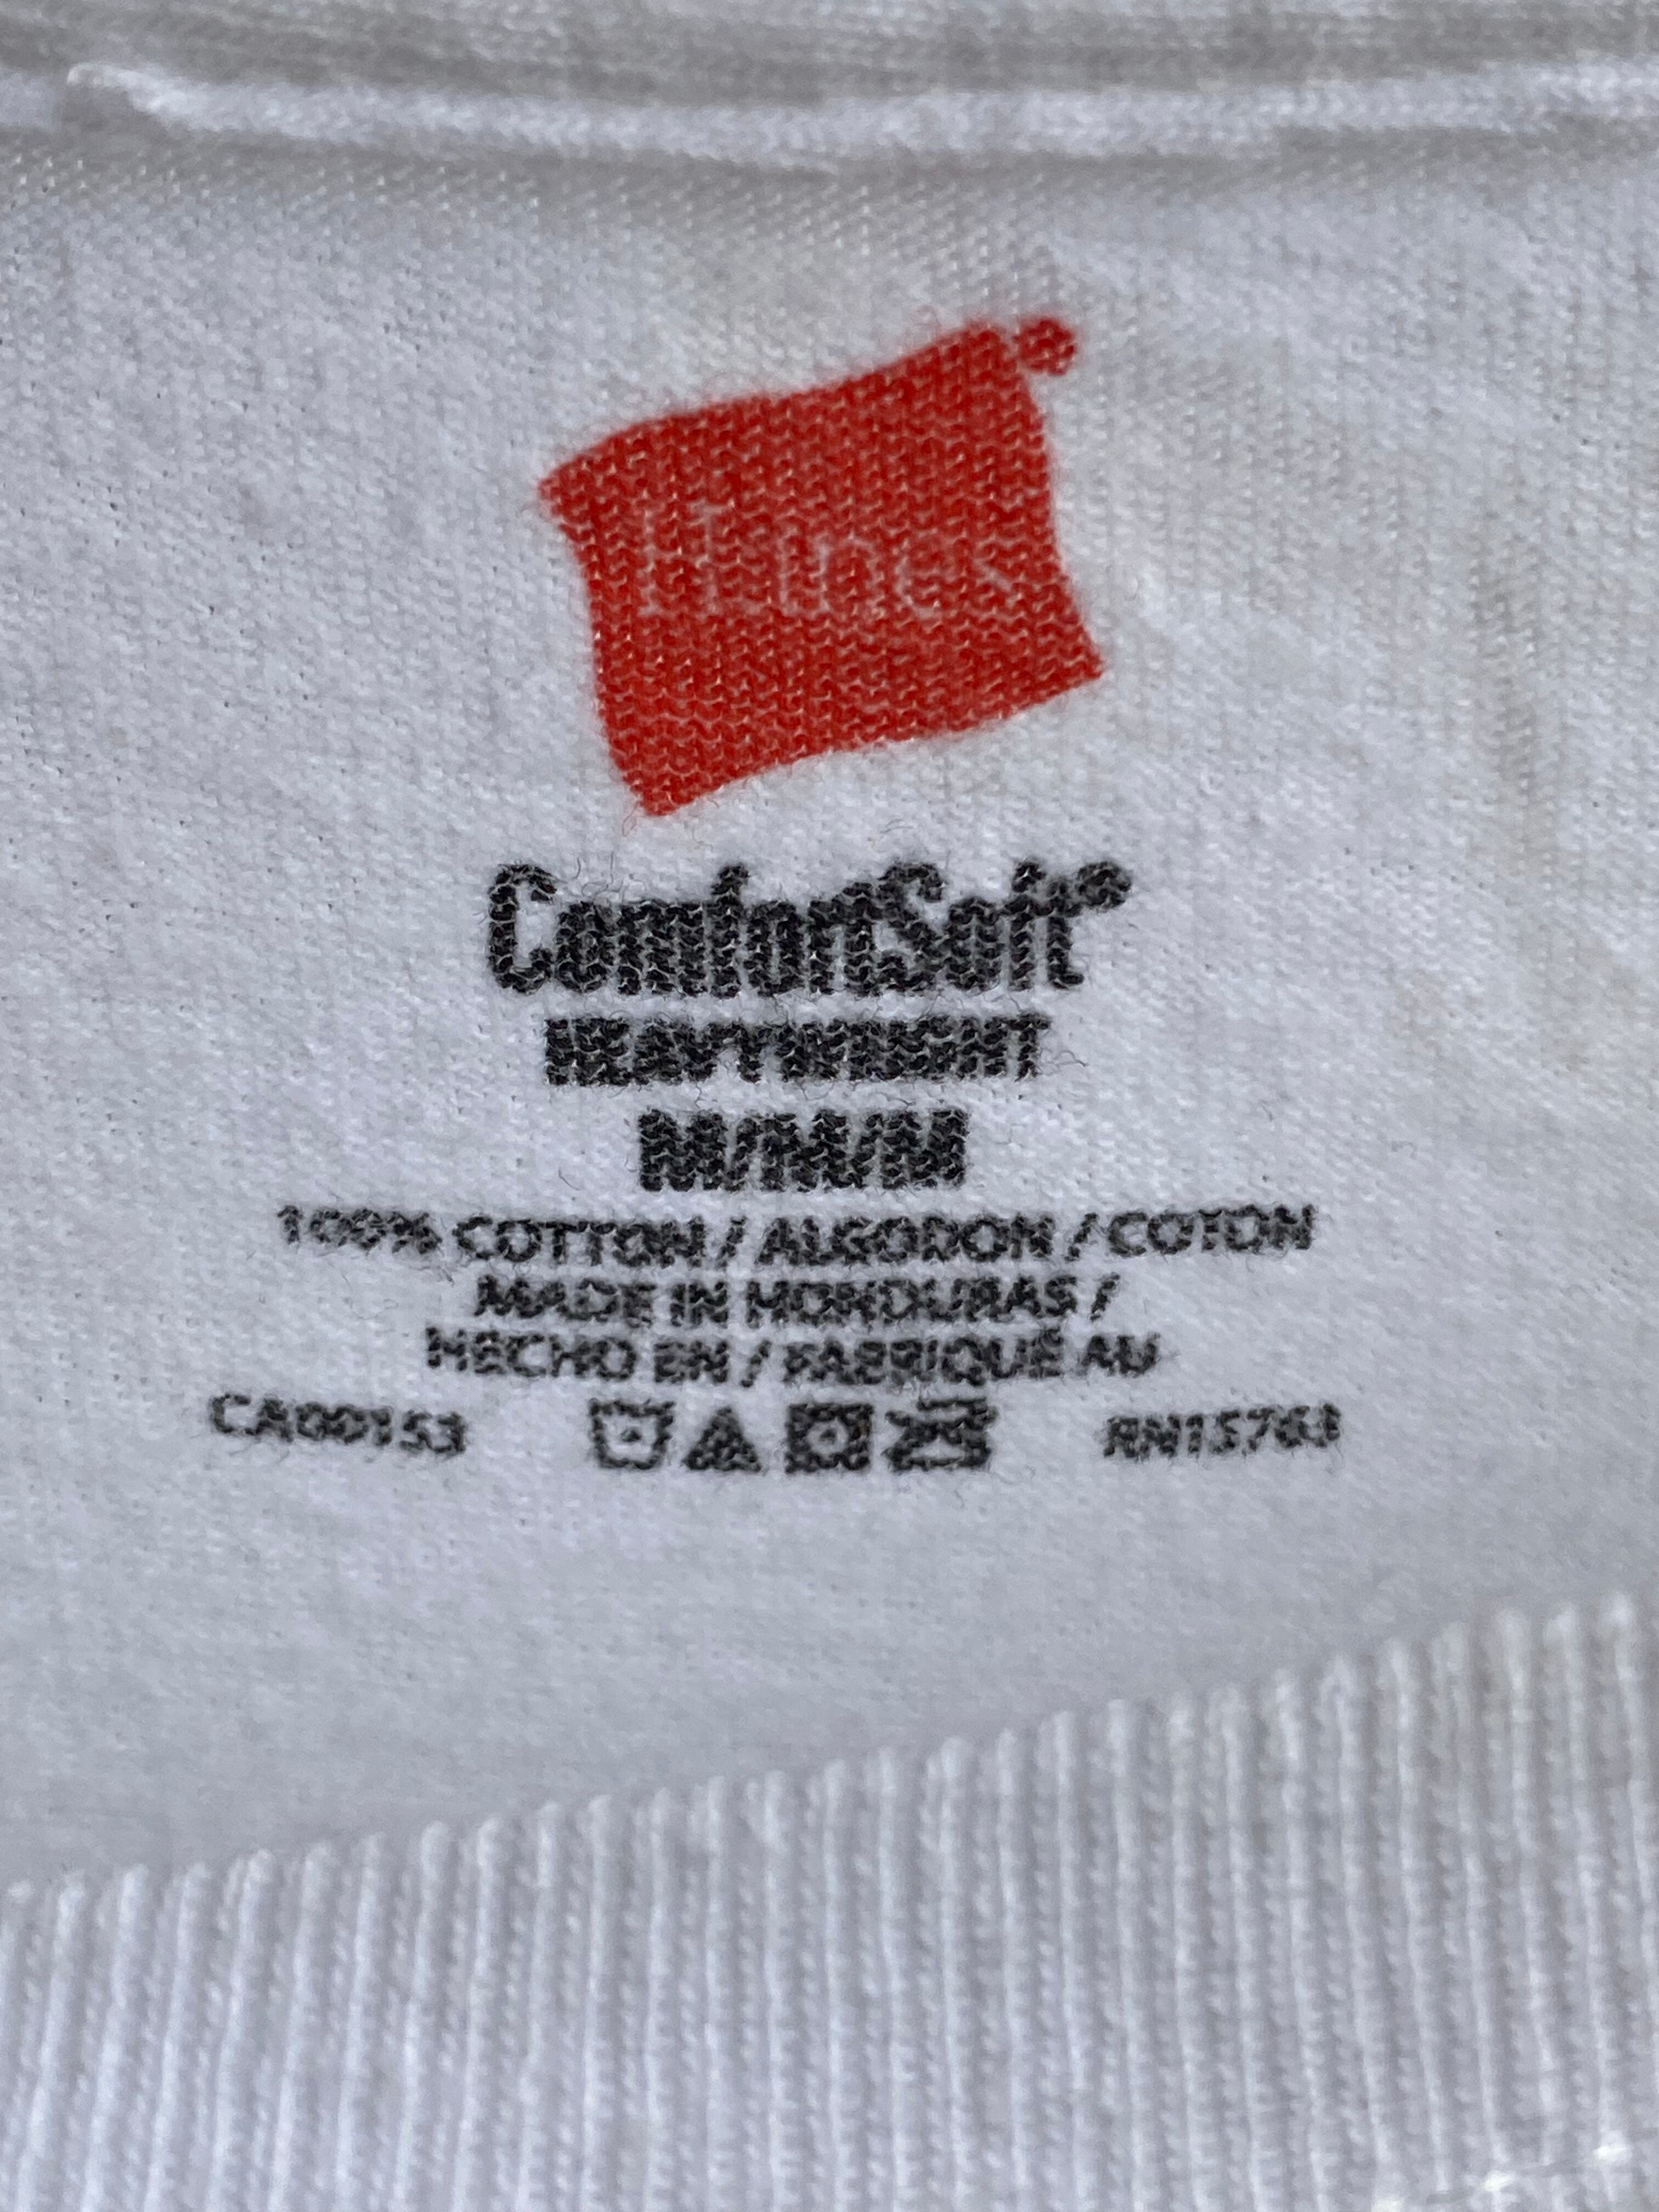 Hanes
ComfortSoft®
HEAVYWEIGHT
M/M/M
100% COTTON / ALGODON / COTON
MADE IN HONDURAS /
HECHO EN / FABRIQUÉ AU
CA00153 RN15763